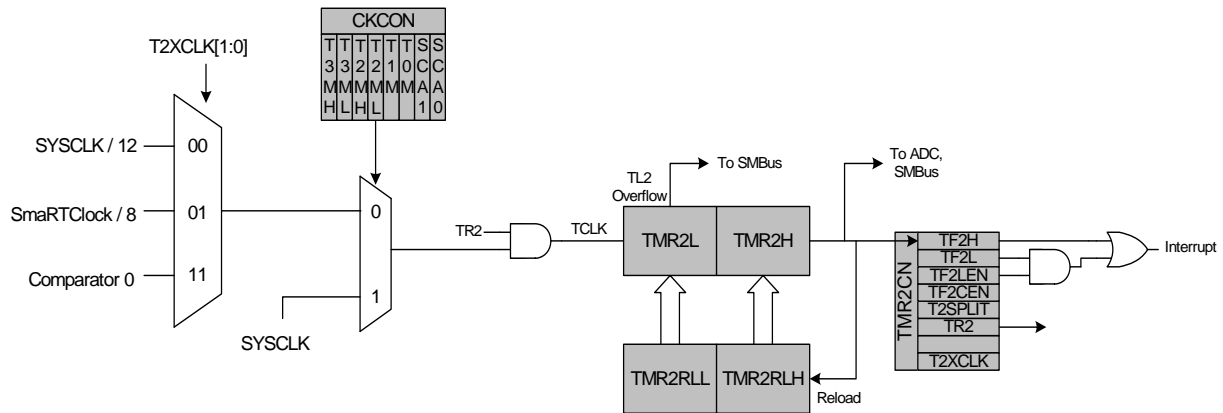 T2XCLK[1:0]
CKCON
T3MH
T3ML
T2MH
T2ML
T1M
T0M
SCA1
SCA0
SYSCLK / 12
00
SmaRTClock / 8
01
Comparator 0
11
0
1
SYSCLK
TR2
TCLK
TL2
Overflow
To SMBus
To ADC,
SMBus
TMR2L
TMR2H
TMR2RLL
TMR2RLH
Reload
TMR2CN
TF2H
TF2L
TF2LEN
TF2CEN
T2SPLIT
TR2
T2XCLK
Interrupt